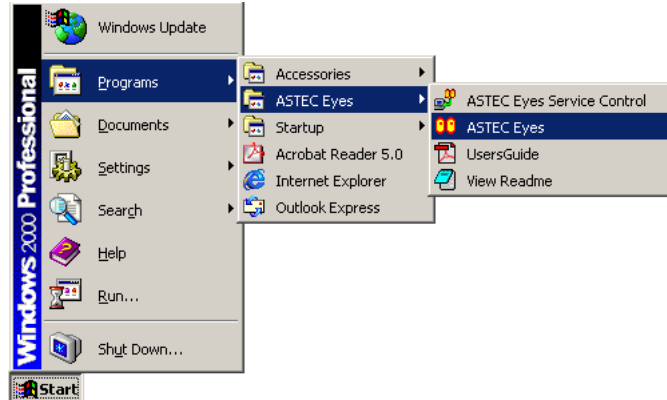 Windows 2000 Professional
Windows Update
Programs
Documents
Settings
Search
Help
Run...
Shut Down...
Start
Accessories
ASTEC Eyes
Startup
Acrobat Reader 5.0
Internet Explorer
Outlook Express
ASTEC Eyes Service Control
ASTEC Eyes
UsersGuide
View Readme